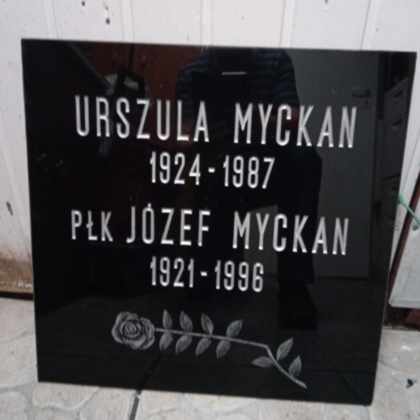 URSZULA MYCKAN
1924-1987
PŁK JÓZEF MYCKAN
1921-1996